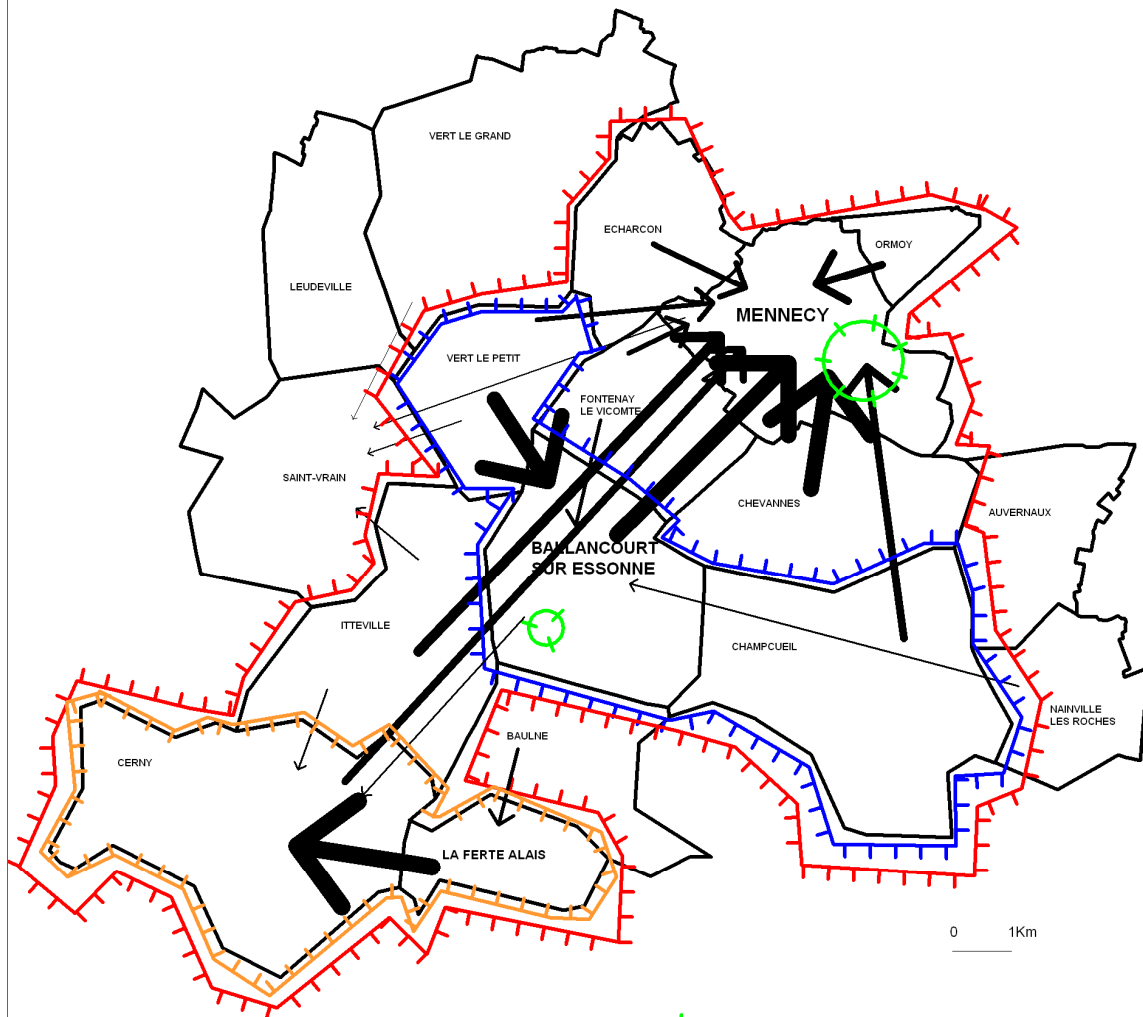 VERT LE GRAND
ECHARCON
ORMOY
LEUDEVILLE
MENNECY
VERT LE PETIT
FONTENAY
LE VICOMTE
SAINT-VRAIN
CHEVANNES
AUVERNAUX
BALLANCOURT
SUR ESSONNE
ITTEVILLE
CHAMPCUEIL
NAINVILLE
LES ROCHES
BAULNE
CERNY
LA FERTE ALAIS
0 1Km